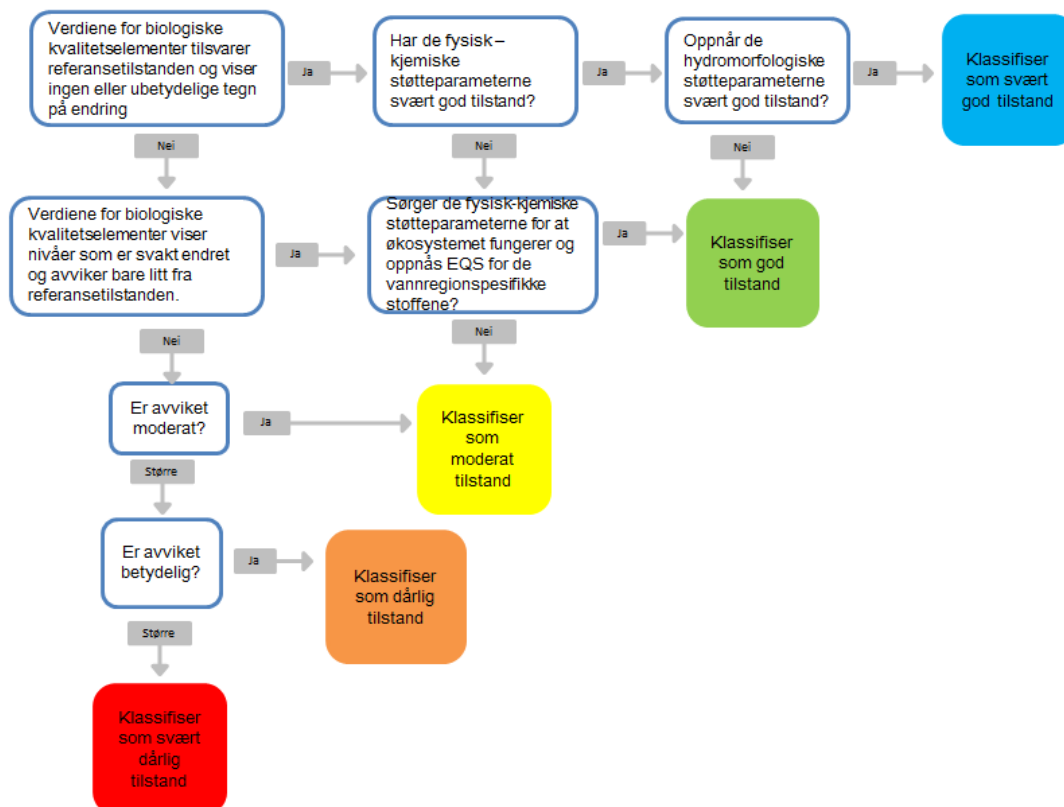 Verdiene for biologiske
kvalitetselementer tilsvarer
referansetilstanden og viser
ingen eller ubetydelige tegn
på endring
Ja
Har de fysisk –
kjemiske
støtteparameterne
svært god tilstand?
Ja
Oppnår de
hydromorfologiske
støtteparameterne
svært god tilstand?
Ja
Klassifiser
som svært
god tilstand
Nei
Nei
Nei
Verdiene for biologiske
kvalitetselementer viser
nivåer som er svakt endret
og avviker bare litt fra
referansetilstanden.
Ja
Sørger de fysisk-kjemiske
støtteparameterne for at
økosystemet fungerer og
oppnås EQS for de
vannregionspesifikke
stoffene?
Ja
Klassifiser
som god
tilstand
Nei
Nei
Er avviket
moderat?
Ja
Klassifiser
som
moderat
tilstand
Større
Er avviket
betydelig?
Ja
Klassifiser
som dårlig
tilstand
Større
Klassifiser
som svært
dårlig
tilstand